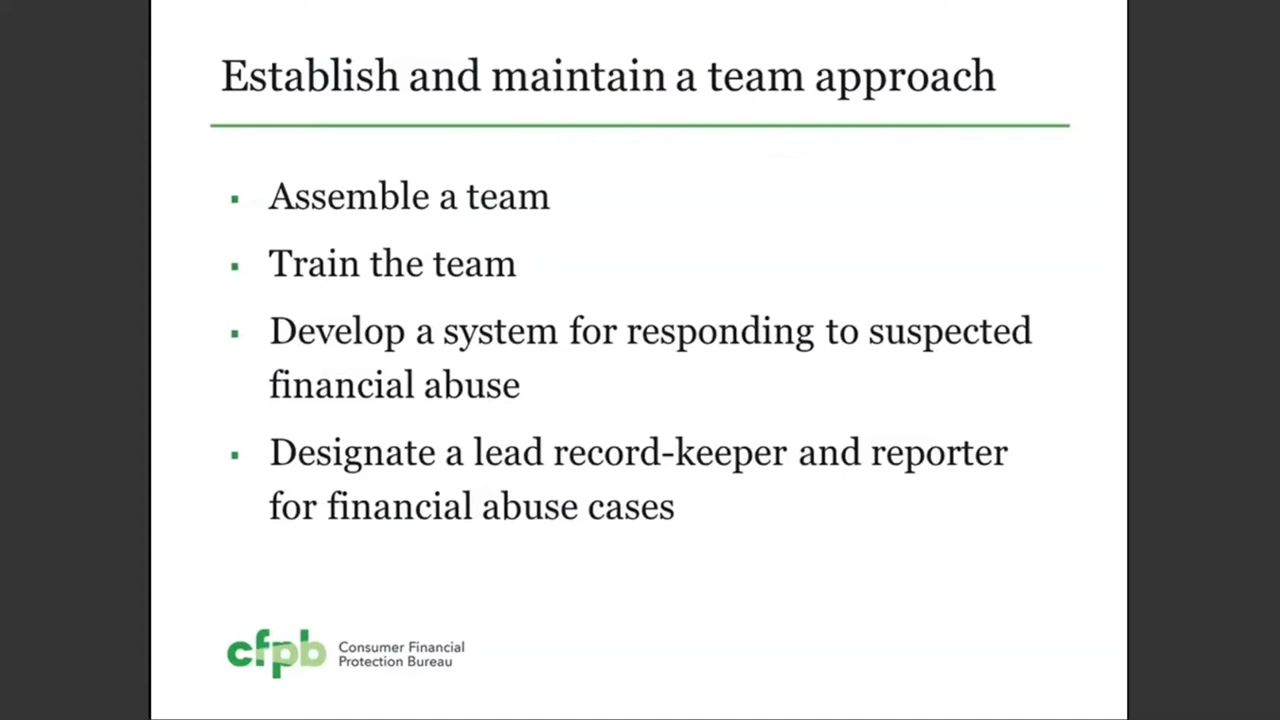 Establish and maintain a team approach
▪ Assemble a team
▪ Train the team
▪ Develop a system for responding to suspected
financial abuse
▪ Designate a lead record-keeper and reporter
for financial abuse cases
cfpb
Consumer Financial
Protection Bureau